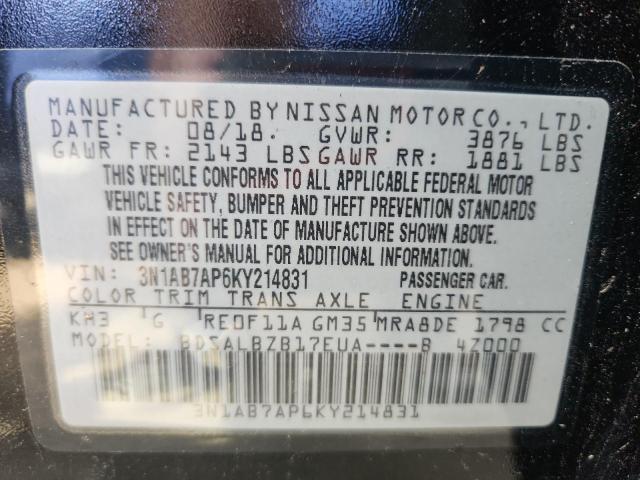 MANUFACTURED BY NISSAN MOTOR CO., LTD.
DATE: 08/18. GVWR: 3876 LBS
GAWR FR: 2143 LBS GAWR RR: 1881 LBS
THIS VEHICLE CONFORMS TO ALL APPLICABLE FEDERAL MOTOR
VEHICLE SAFETY, BUMPER AND THEFT PREVENTION STANDARDS
IN EFFECT ON THE DATE OF MANUFACTURE SHOWN ABOVE.
SEE OWNER'S MANUAL FOR ADDITIONAL INFORMATION.
VIN: 3N1AB7AP6KY214831 PASSENGER CAR.
COLOR TRIM TRANS AXLE ENGINE
KH3 G RE0F11A GM35 MRA8DE 1798 CC
MODEL: BDSALBZB17EUA----B 4Z000
3N1AB7AP6KY214831